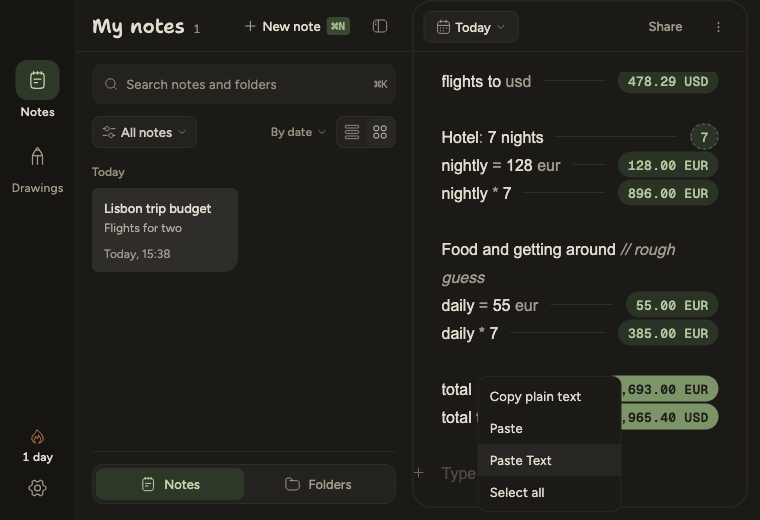 My notes 1
+ New note ⌘N
Search notes and folders ⌘K
All notes
By date
Today
Lisbon trip budget
Flights for two
Today, 15:38
Notes
Drawings
1 day
Notes
Folders
Today
Share
flights to usd 478.29 USD
Hotel: 7 nights 7
nightly = 128 eur 128.00 EUR
nightly * 7 896.00 EUR
Food and getting around // rough
guess
daily = 55 eur 55.00 EUR
daily * 7 385.00 EUR
total ,693.00 EUR
total ,965.40 USD
+ Type
Copy plain text
Paste
Paste Text
Select all